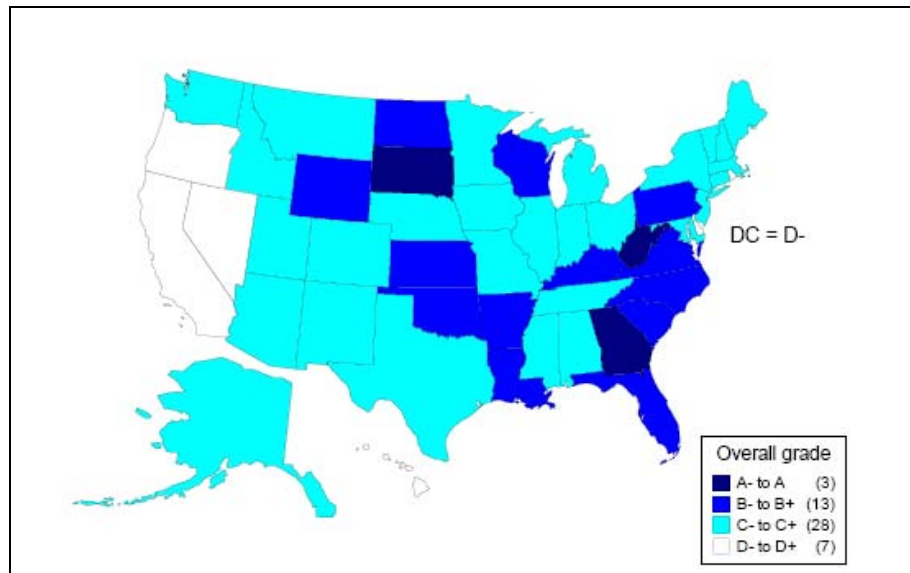 DC = D-
Overall grade
A- to A (3)
B- to B+ (13)
C- to C+ (28)
D- to D+ (7)